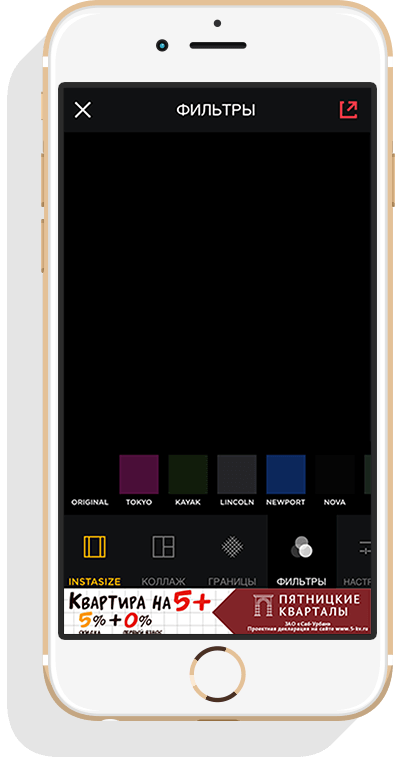 ФИЛЬТРЫ
ORIGINAL TOKYO KAYAK LINCOLN NEWPORT NOVA
INSTASIZE КОЛЛАЖ ГРАНИЦЫ ФИЛЬТРЫ НАСТР
КВАРТИРА НА 5+
5% + 0%
СКИДКА ПЕРВЫЙ ВЗНОС
ПЯТНИЦКИЕ
КВАРТАЛЫ
ЗАО «Сей-Урбан»
Проектная декларация на сайте www.5-kv.ru